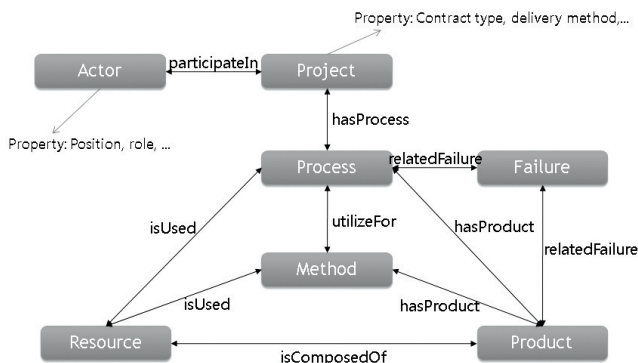 Property: Contract type, delivery method,...
Actor
participateIn
Project
hasProcess
Property: Position, role, ...
Process
relatedFailure
Failure
isUsed
utilizeFor
hasProduct
relatedFailure
Method
isUsed
hasProduct
Resource
isComposedOf
Product